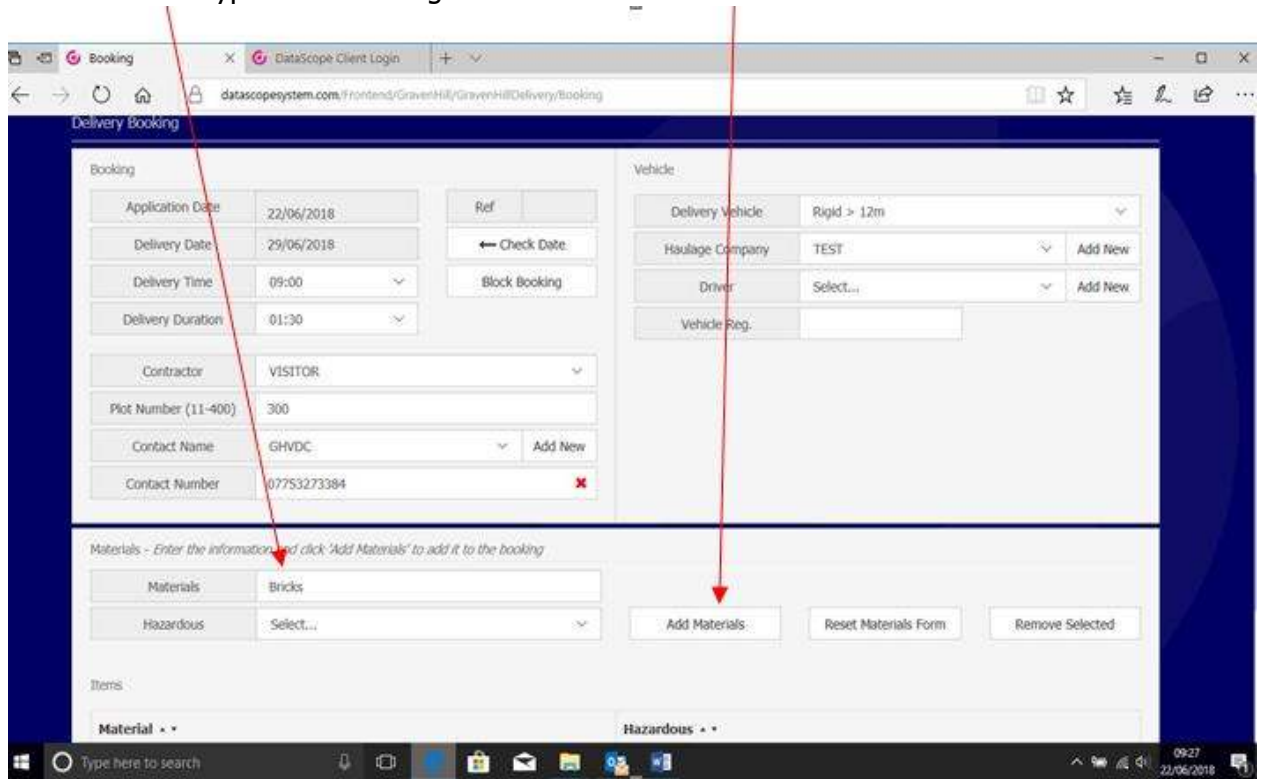 Booking
DataScope Client Login
datascopesystem.com/Frontend/GravenHill/GravenHillDelivery/Booking
Delivery Booking
Booking
Application Date 22/06/2018 Ref
Delivery Date 29/06/2018 ← Check Date
Delivery Time 09:00 Block Booking
Delivery Duration 01:30
Contractor VISITOR
Plot Number (11-400) 300
Contact Name GHVDC Add New
Contact Number 07753273384
Vehicle
Delivery Vehicle Rigid > 12m
Haulage Company TEST Add New
Driver Select... Add New
Vehicle Reg.
Materials - Enter the information and click 'Add Materials' to add it to the booking
Materials Bricks
Hazardous Select... Add Materials Reset Materials Form Remove Selected
Items
Material Hazardous
Type here to search
09:27
22/06/2018